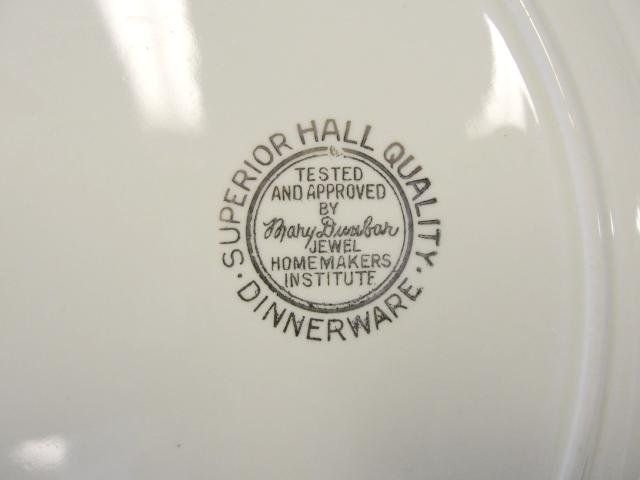 SUPERIOR HALL QUALITY
· DINNERWARE ·
TESTED
AND APPROVED
BY
Mary Dunbar
JEWEL
HOMEMAKERS
INSTITUTE